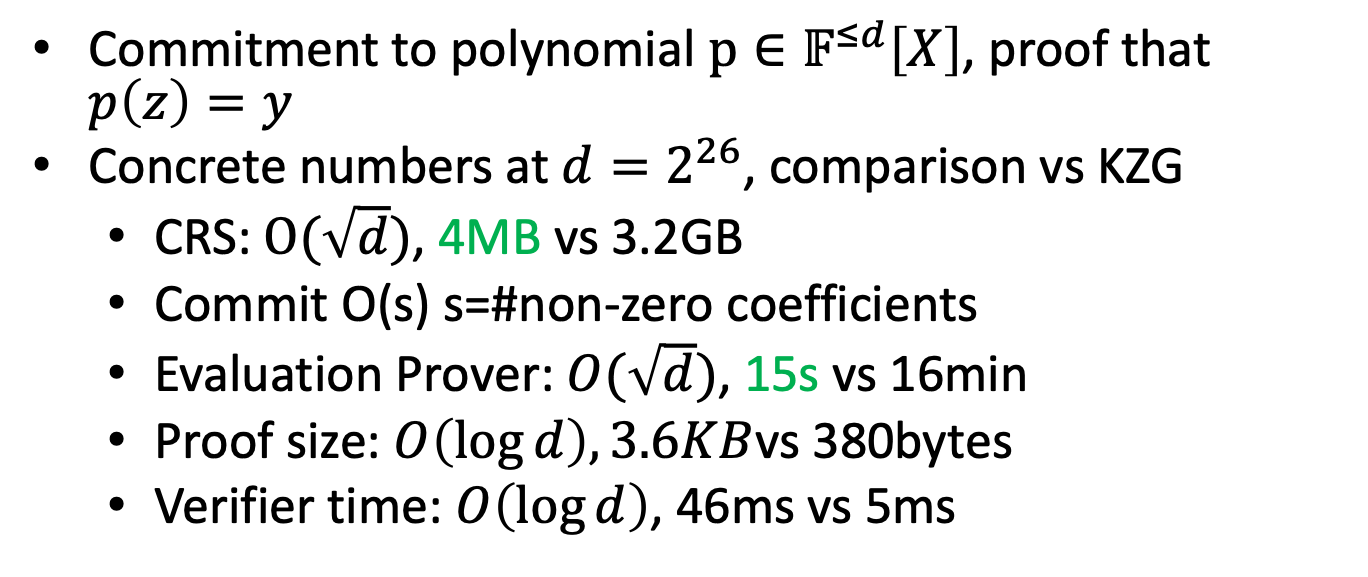 • Commitment to polynomial p ∈ 𝔽^{≤d}[X], proof that
p(z) = y
• Concrete numbers at d = 2^{26}, comparison vs KZG
• CRS: O(√d), 4MB vs 3.2GB
• Commit O(s) s=#non-zero coefficients
• Evaluation Prover: O(√d), 15s vs 16min
• Proof size: O(log d), 3.6KBvs 380bytes
• Verifier time: O(log d), 46ms vs 5ms